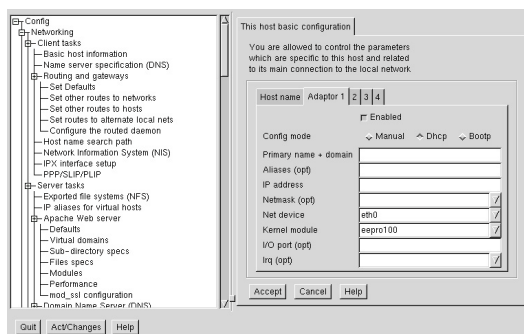 Config
Networking
Client tasks
Basic host information
Name server specification (DNS)
Routing and gateways
Set Defaults
Set other routes to networks
Set other routes to hosts
Set routes to alternate local nets
Configure the routed daemon
Host name search path
Network Information System (NIS)
IPX interface setup
PPP/SLIP/PLIP
Server tasks
Exported file systems (NFS)
IP aliases for virtual hosts
Apache Web server
Defaults
Virtual domains
Sub-directory specs
Files specs
Modules
Performance
mod_ssl configuration
Domain Name Server (DNS)
This host basic configuration
You are allowed to control the parameters
which are specific to this host and related
to its main connection to the local network
Host name Adaptor 1 2 3 4
Enabled
Config mode Manual Dhcp Bootp
Primary name + domain
Aliases (opt)
IP address
Netmask (opt)
Net device eth0
Kernel module eepro100
I/O port (opt)
Irq (opt)
Accept Cancel Help
Quit Act/Changes Help